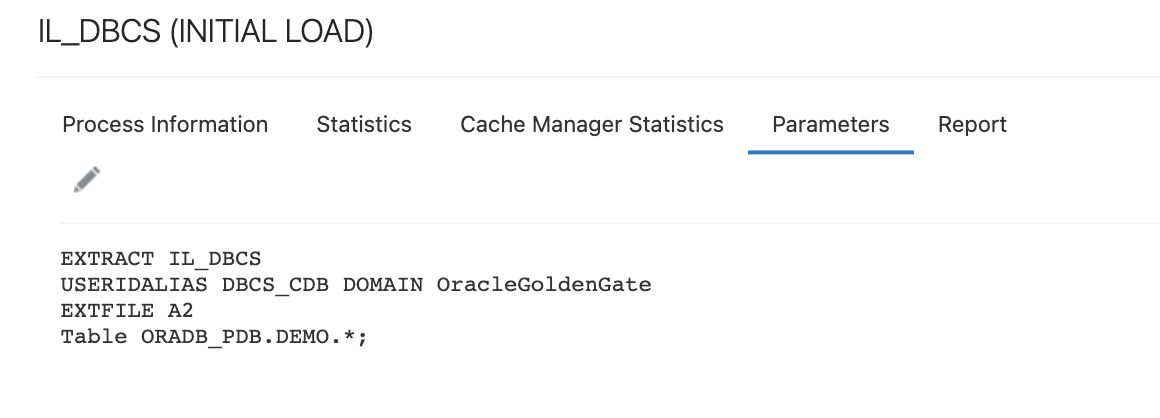 IL_DBCS (INITIAL LOAD)
Process Information Statistics Cache Manager Statistics Parameters Report
EXTRACT IL_DBCS
USERIDALIAS DBCS_CDB DOMAIN OracleGoldenGate
EXTFILE A2
Table ORADB_PDB.DEMO.*;